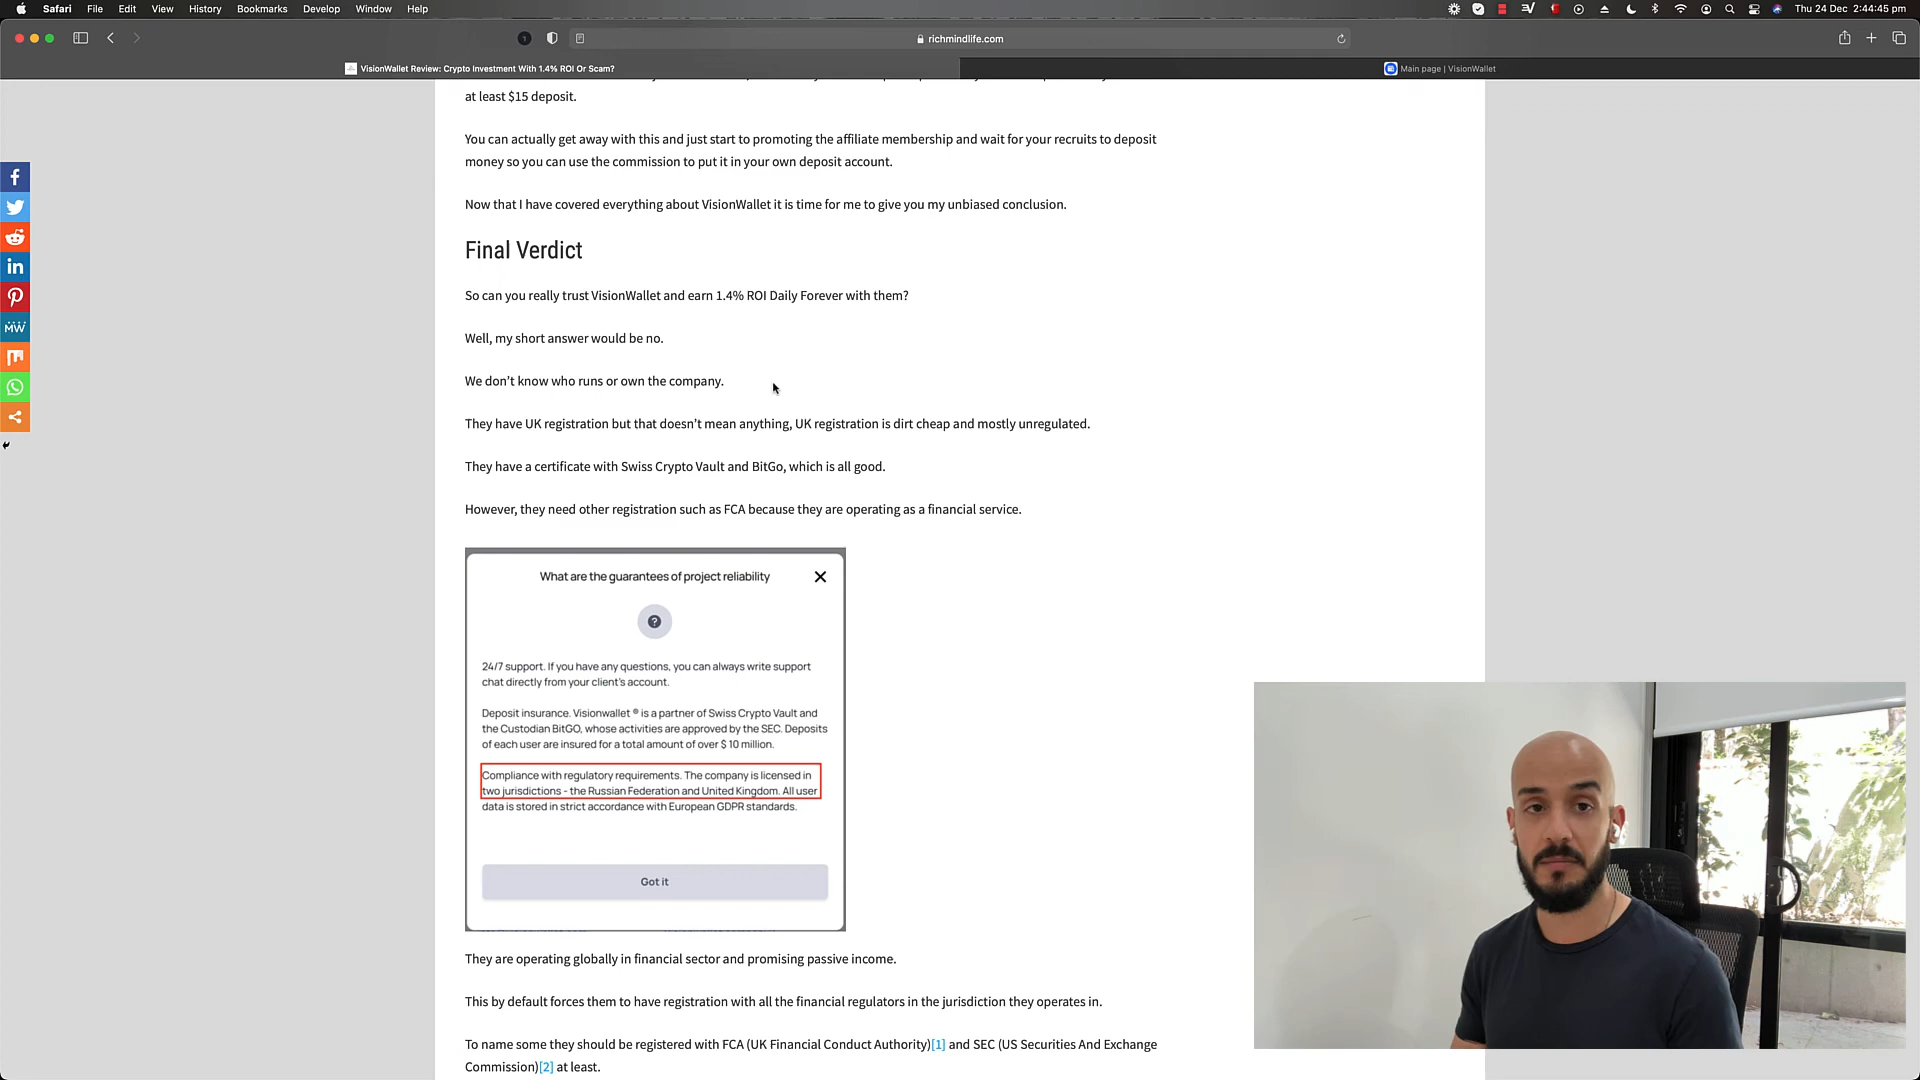 Safari File Edit View History Bookmarks Develop Window Help Thu 24 Dec 2:44:45 pm
richmindlife.com
VisionWallet Review: Crypto Investment With 1.4% ROI Or Scam? Main page | VisionWallet
at least $15 deposit.
You can actually get away with this and just start to promoting the affiliate membership and wait for your recruits to deposit
money so you can use the commission to put it in your own deposit account.
Now that I have covered everything about VisionWallet it is time for me to give you my unbiased conclusion.
Final Verdict
So can you really trust VisionWallet and earn 1.4% ROI Daily Forever with them?
Well, my short answer would be no.
We don’t know who runs or own the company.
They have UK registration but that doesn’t mean anything, UK registration is dirt cheap and mostly unregulated.
They have a certificate with Swiss Crypto Vault and BitGo, which is all good.
However, they need other registration such as FCA because they are operating as a financial service.
What are the guarantees of project reliability
24/7 support. If you have any questions, you can always write support
chat directly from your client's account.
Deposit insurance. Visionwallet ® is a partner of Swiss Crypto Vault and
the Custodian BitGO, whose activities are approved by the SEC. Deposits
of each user are insured for a total amount of over $ 10 million.
Compliance with regulatory requirements. The company is licensed in
two jurisdictions - the Russian Federation and United Kingdom. All user
data is stored in strict accordance with European GDPR standards.
Got it
They are operating globally in financial sector and promising passive income.
This by default forces them to have registration with all the financial regulators in the jurisdiction they operates in.
To name some they should be registered with FCA (UK Financial Conduct Authority)[1] and SEC (US Securities And Exchange
Commission)[2] at least.